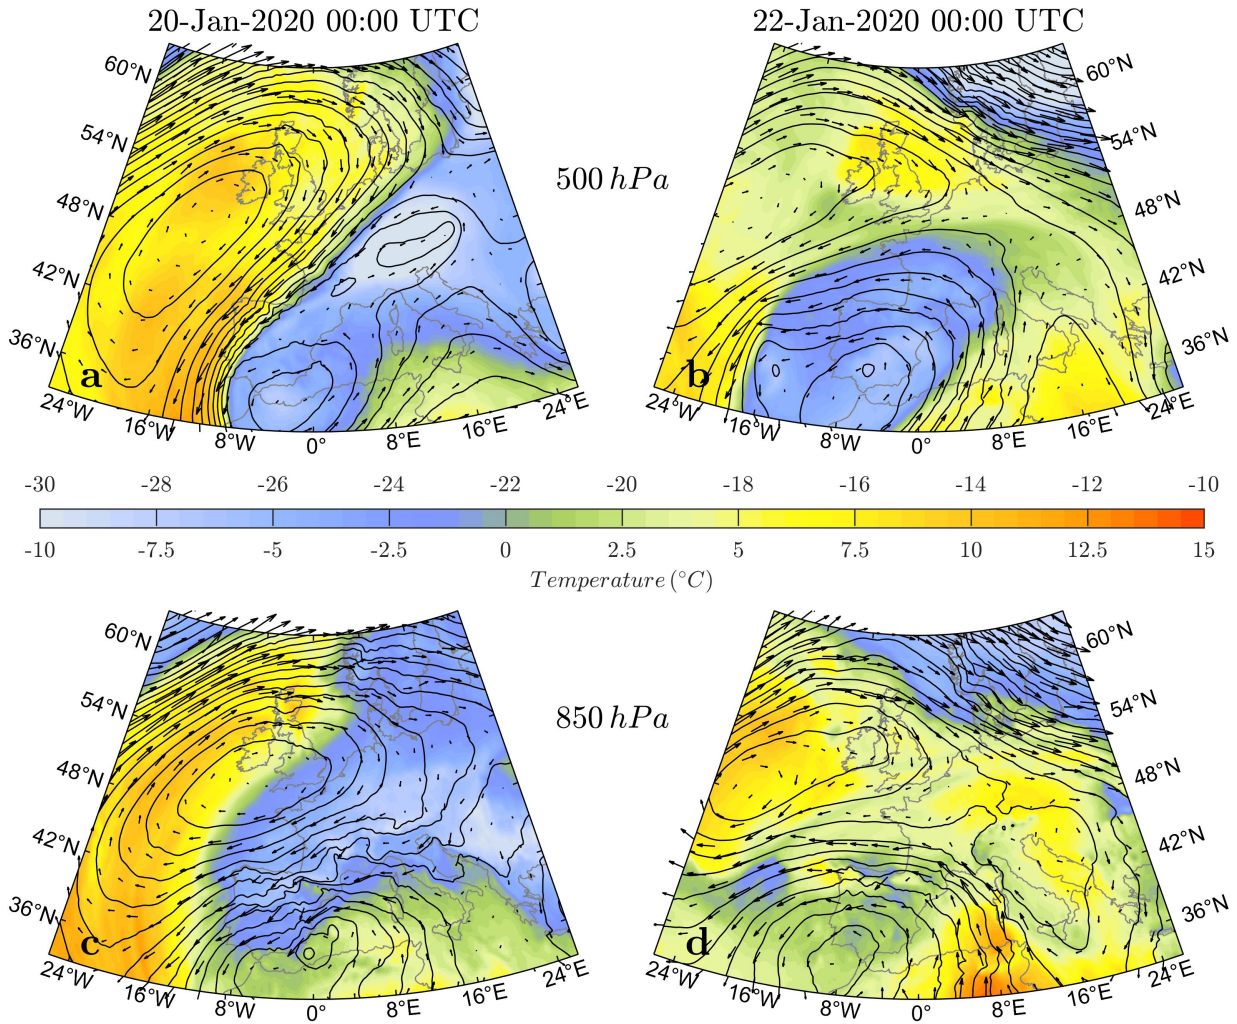 20-Jan-2020 00:00 UTC
22-Jan-2020 00:00 UTC
60°N
54°N
48°N
42°N
36°N
24°W
16°W
8°W
0°
8°E
16°E
24°E
a
500 hPa
60°N
54°N
48°N
42°N
36°N
24°W
16°W
8°W
0°
8°E
16°E
24°E
b
-30 -28 -26 -24 -22 -20 -18 -16 -14 -12 -10
-10 -7.5 -5 -2.5 0 2.5 5 7.5 10 12.5 15
Temperature (°C)
60°N
54°N
48°N
42°N
36°N
24°W
16°W
8°W
0°
8°E
16°E
24°E
c
850 hPa
60°N
54°N
48°N
42°N
36°N
24°W
16°W
8°W
0°
8°E
16°E
24°E
d